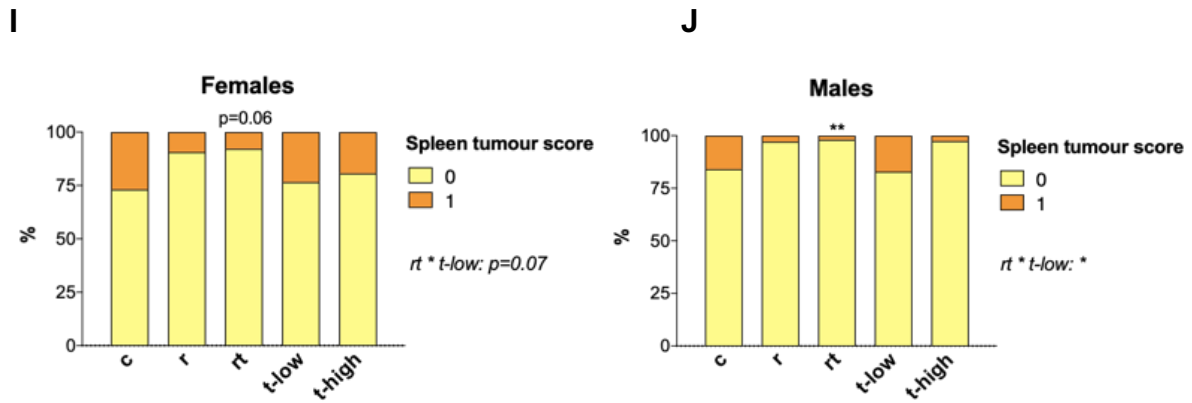 I
J
Females
p=0.06
100
75
50
25
0
%
c
r
rt
t-low
t-high
Spleen tumour score
0
1
rt * t-low: p=0.07
Males
**
100
75
50
25
0
%
c
r
rt
t-low
t-high
Spleen tumour score
0
1
rt * t-low: *